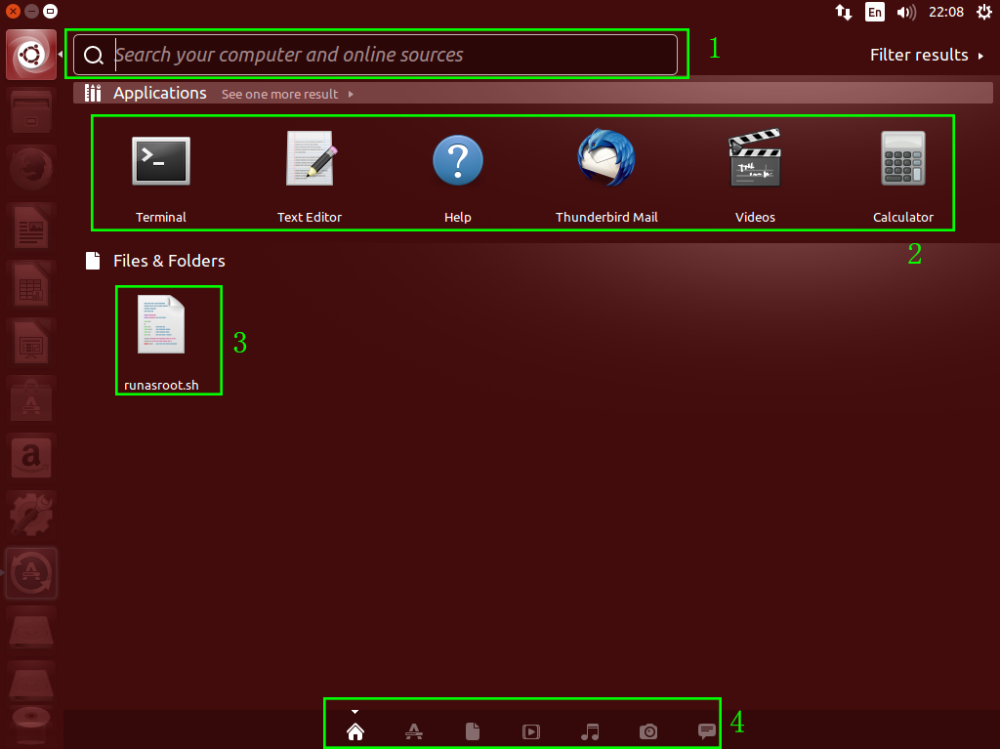 En 22:08
Search your computer and online sources
1
Filter results
Applications See one more result
Terminal Text Editor Help Thunderbird Mail Videos Calculator
2
Files & Folders
3
runasroot.sh
a
4